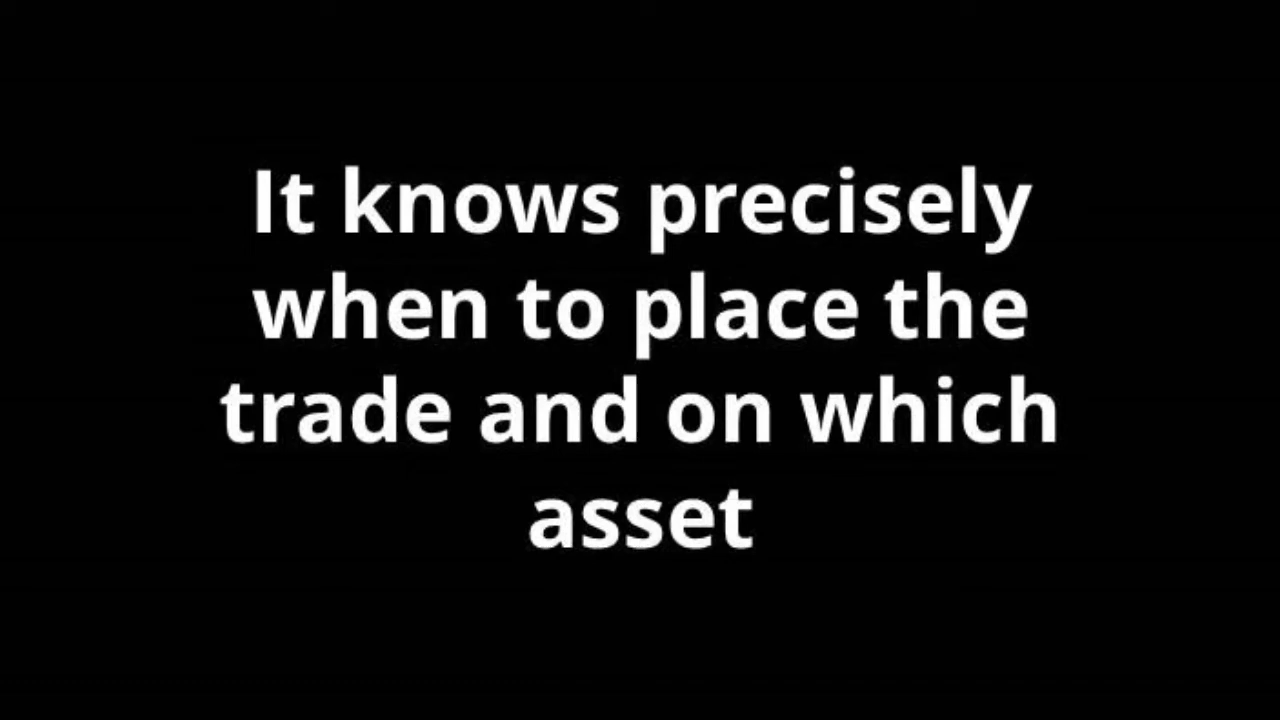 It knows precisely
when to place the
trade and on which
asset